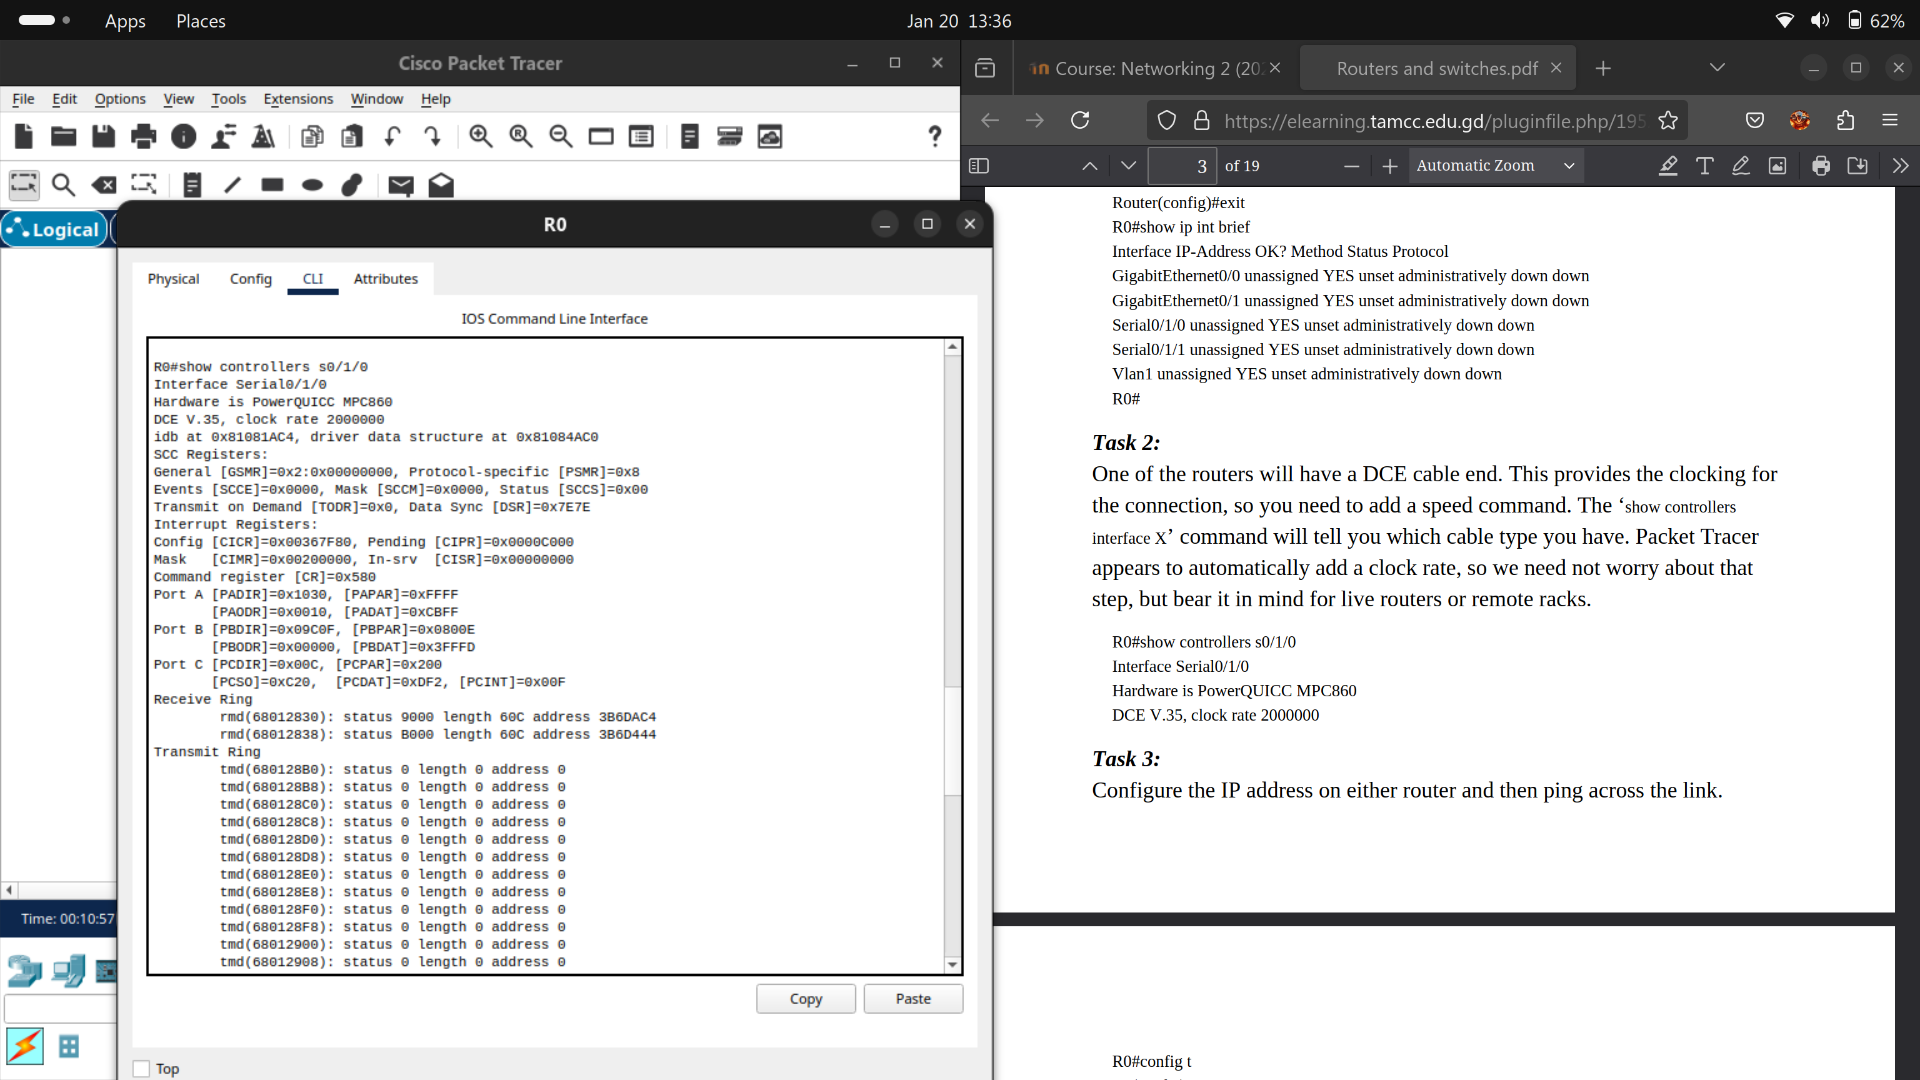 Apps Places
Jan 20 13:36
62%
Cisco Packet Tracer
File Edit Options View Tools Extensions Window Help
Logical
R0
Physical Config CLI Attributes
IOS Command Line Interface
R0#show controllers s0/1/0
Interface Serial0/1/0
Hardware is PowerQUICC MPC860
DCE V.35, clock rate 2000000
idb at 0x81081AC4, driver data structure at 0x81084AC0
SCC Registers:
General [GSMR]=0x2:0x00000000, Protocol-specific [PSMR]=0x8
Events [SCCE]=0x0000, Mask [SCCM]=0x0000, Status [SCCS]=0x00
Transmit on Demand [TODR]=0x0, Data Sync [DSR]=0x7E7E
Interrupt Registers:
Config [CICR]=0x00367F80, Pending [CIPR]=0x0000C000
Mask   [CIMR]=0x00200000, In-srv  [CISR]=0x00000000
Command register [CR]=0x580
Port A [PADIR]=0x1030, [PAPAR]=0xFFFF
       [PAODR]=0x0010, [PADAT]=0xCBFF
Port B [PBDIR]=0x09C0F, [PBPAR]=0x0800E
       [PBODR]=0x00000, [PBDAT]=0x3FFFD
Port C [PCDIR]=0x00C, [PCPAR]=0x200
       [PCSO]=0xC20,  [PCDAT]=0xDF2, [PCINT]=0x00F
Receive Ring
        rmd(68012830): status 9000 length 60C address 3B6DAC4
        rmd(68012838): status B000 length 60C address 3B6D444
Transmit Ring
        tmd(680128B0): status 0 length 0 address 0
        tmd(680128B8): status 0 length 0 address 0
        tmd(680128C0): status 0 length 0 address 0
        tmd(680128C8): status 0 length 0 address 0
        tmd(680128D0): status 0 length 0 address 0
        tmd(680128D8): status 0 length 0 address 0
        tmd(680128E0): status 0 length 0 address 0
        tmd(680128E8): status 0 length 0 address 0
        tmd(680128F0): status 0 length 0 address 0
        tmd(680128F8): status 0 length 0 address 0
        tmd(68012900): status 0 length 0 address 0
        tmd(68012908): status 0 length 0 address 0
Copy Paste
Top
Time: 00:10:57
Course: Networking 2 (202
Routers and switches.pdf
https://elearning.tamcc.edu.gd/pluginfile.php/195
3 of 19
Automatic Zoom
Router(config)#exit
R0#show ip int brief
Interface IP-Address OK? Method Status Protocol
GigabitEthernet0/0 unassigned YES unset administratively down down
GigabitEthernet0/1 unassigned YES unset administratively down down
Serial0/1/0 unassigned YES unset administratively down down
Serial0/1/1 unassigned YES unset administratively down down
Vlan1 unassigned YES unset administratively down down
R0#
Task 2:
One of the routers will have a DCE cable end. This provides the clocking for
the connection, so you need to add a speed command. The ‘show controllers
interface X’ command will tell you which cable type you have. Packet Tracer
appears to automatically add a clock rate, so we need not worry about that
step, but bear it in mind for live routers or remote racks.
R0#show controllers s0/1/0
Interface Serial0/1/0
Hardware is PowerQUICC MPC860
DCE V.35, clock rate 2000000
Task 3:
Configure the IP address on either router and then ping across the link.
R0#config t